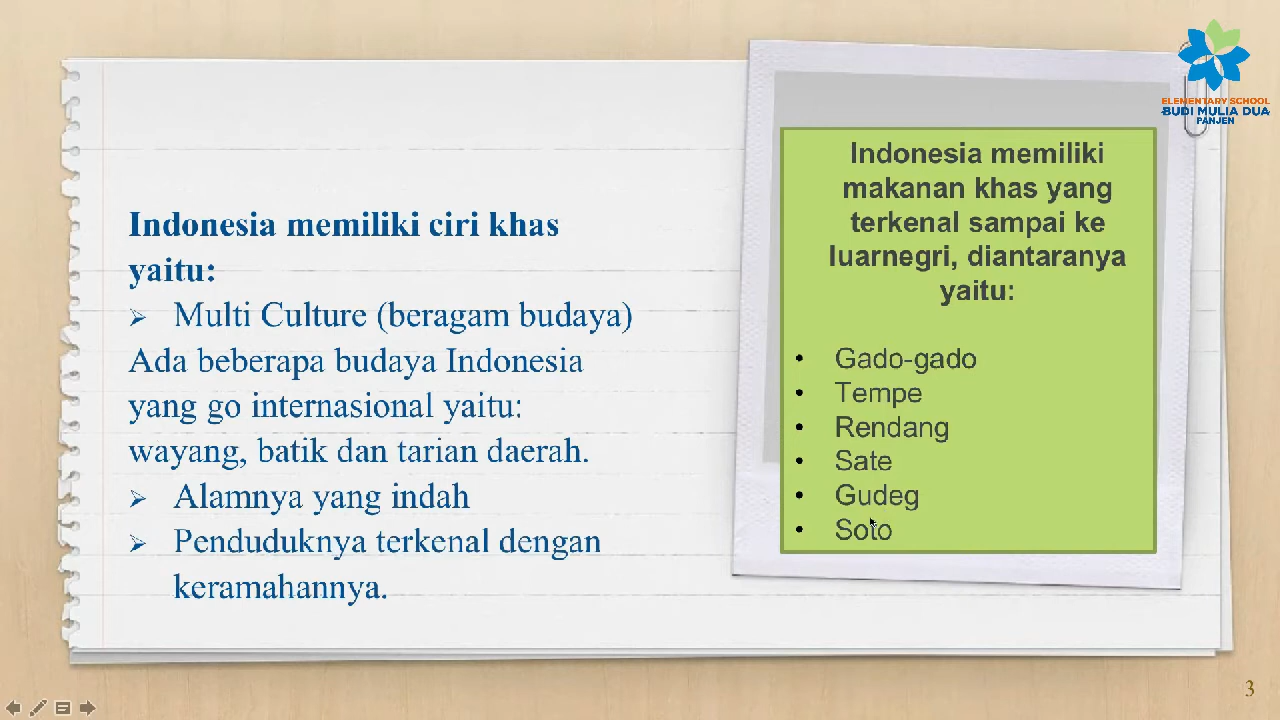 ELEMENTARY SCHOOL
BUDI MULIA DUA
PANJEN
Indonesia memiliki ciri khas
yaitu:
➢ Multi Culture (beragam budaya)
Ada beberapa budaya Indonesia
yang go internasional yaitu:
wayang, batik dan tarian daerah.
➢ Alamnya yang indah
➢ Penduduknya terkenal dengan
keramahannya.
Indonesia memiliki
makanan khas yang
terkenal sampai ke
luarnegri, diantaranya
yaitu:
• Gado-gado
• Tempe
• Rendang
• Sate
• Gudeg
• Soto
3